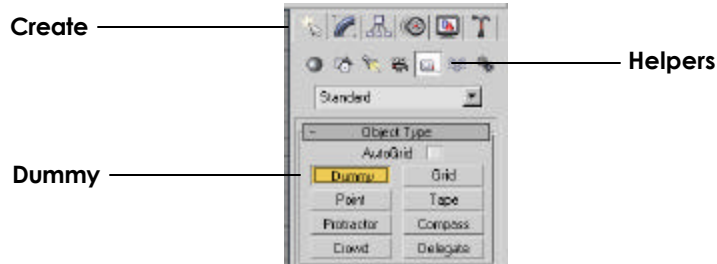 Create
Helpers
Standard
- Object Type
AutoGrid
Dummy
Dummy Grid
Point Tape
Protractor Compass
Crowd Delegate